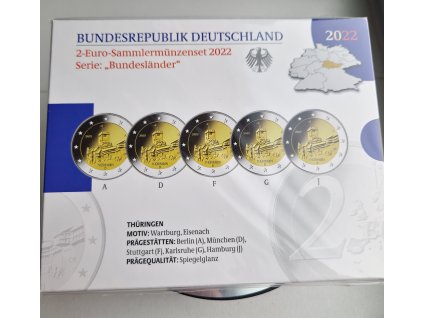 BUNDESREPUBLIK DEUTSCHLAND
2-Euro-Sammlermünzenset 2022
Serie: „Bundesländer"
2022
A D F G J
THÜRINGEN
MOTIV: Wartburg, Eisenach
PRÄGESTÄTTEN: Berlin (A), München (D),
Stuttgart (F), Karlsruhe (G), Hamburg (J)
PRÄGEQUALITÄT: Spiegelglanz
2